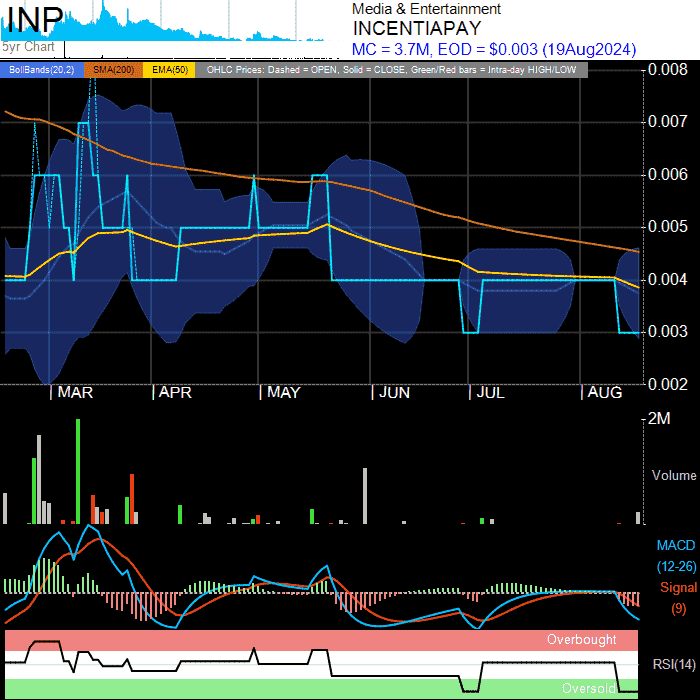 INP
Media & Entertainment
INCENTIAPAY
5yr Chart
MC = 3.7M, EOD = $0.003 (19Aug2024)
BollBands(20,2) SMA(200) EMA(50) OHLC Prices: Dashed = OPEN, Solid = CLOSE, Green/Red bars = Intra-day HIGH/LOW
0.008
0.007
0.006
0.005
0.004
0.003
0.002
MAR APR MAY JUN JUL AUG
2M
Volume
MACD
(12-26)
Signal
(9)
Overbought
RSI(14)
Oversold